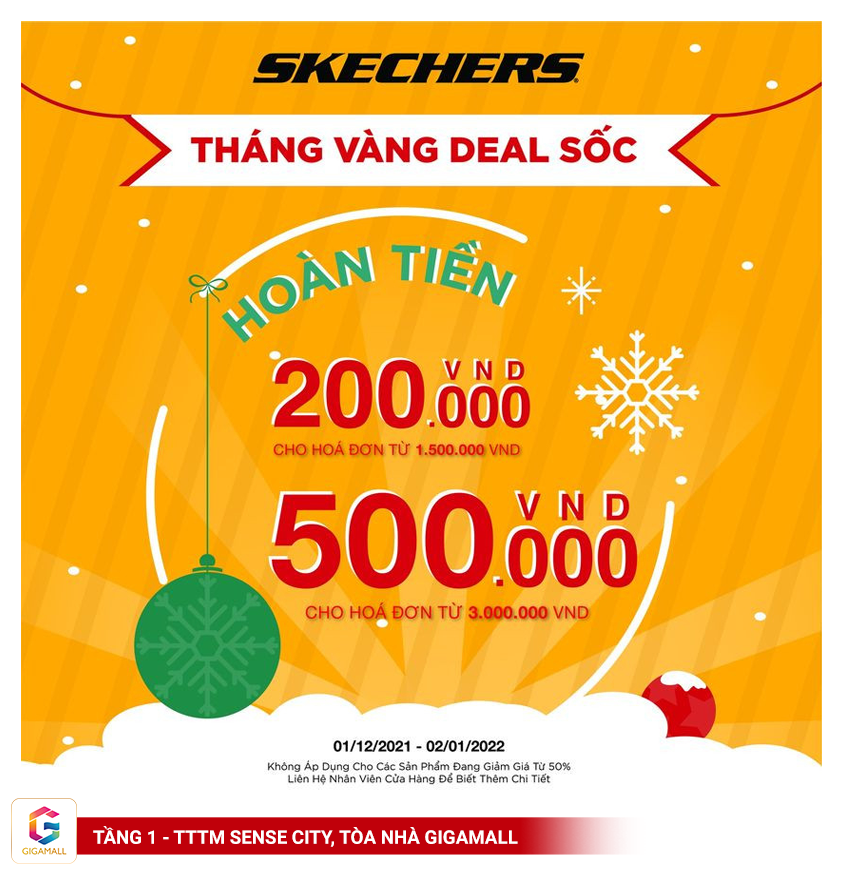 SKECHERS
THÁNG VÀNG DEAL SỐC
HOÀN TIỀN
200.000 VND
CHO HOÁ ĐƠN TỪ 1.500.000 VND
500.000 VND
CHO HOÁ ĐƠN TỪ 3.000.000 VND
01/12/2021 - 02/01/2022
Không Áp Dụng Cho Các Sản Phẩm Đang Giảm Giá Từ 50%
Liên Hệ Nhân Viên Cửa Hàng Để Biết Thêm Chi Tiết
GIGAMALL
TẦNG 1 - TTTM SENSE CITY, TÒA NHÀ GIGAMALL